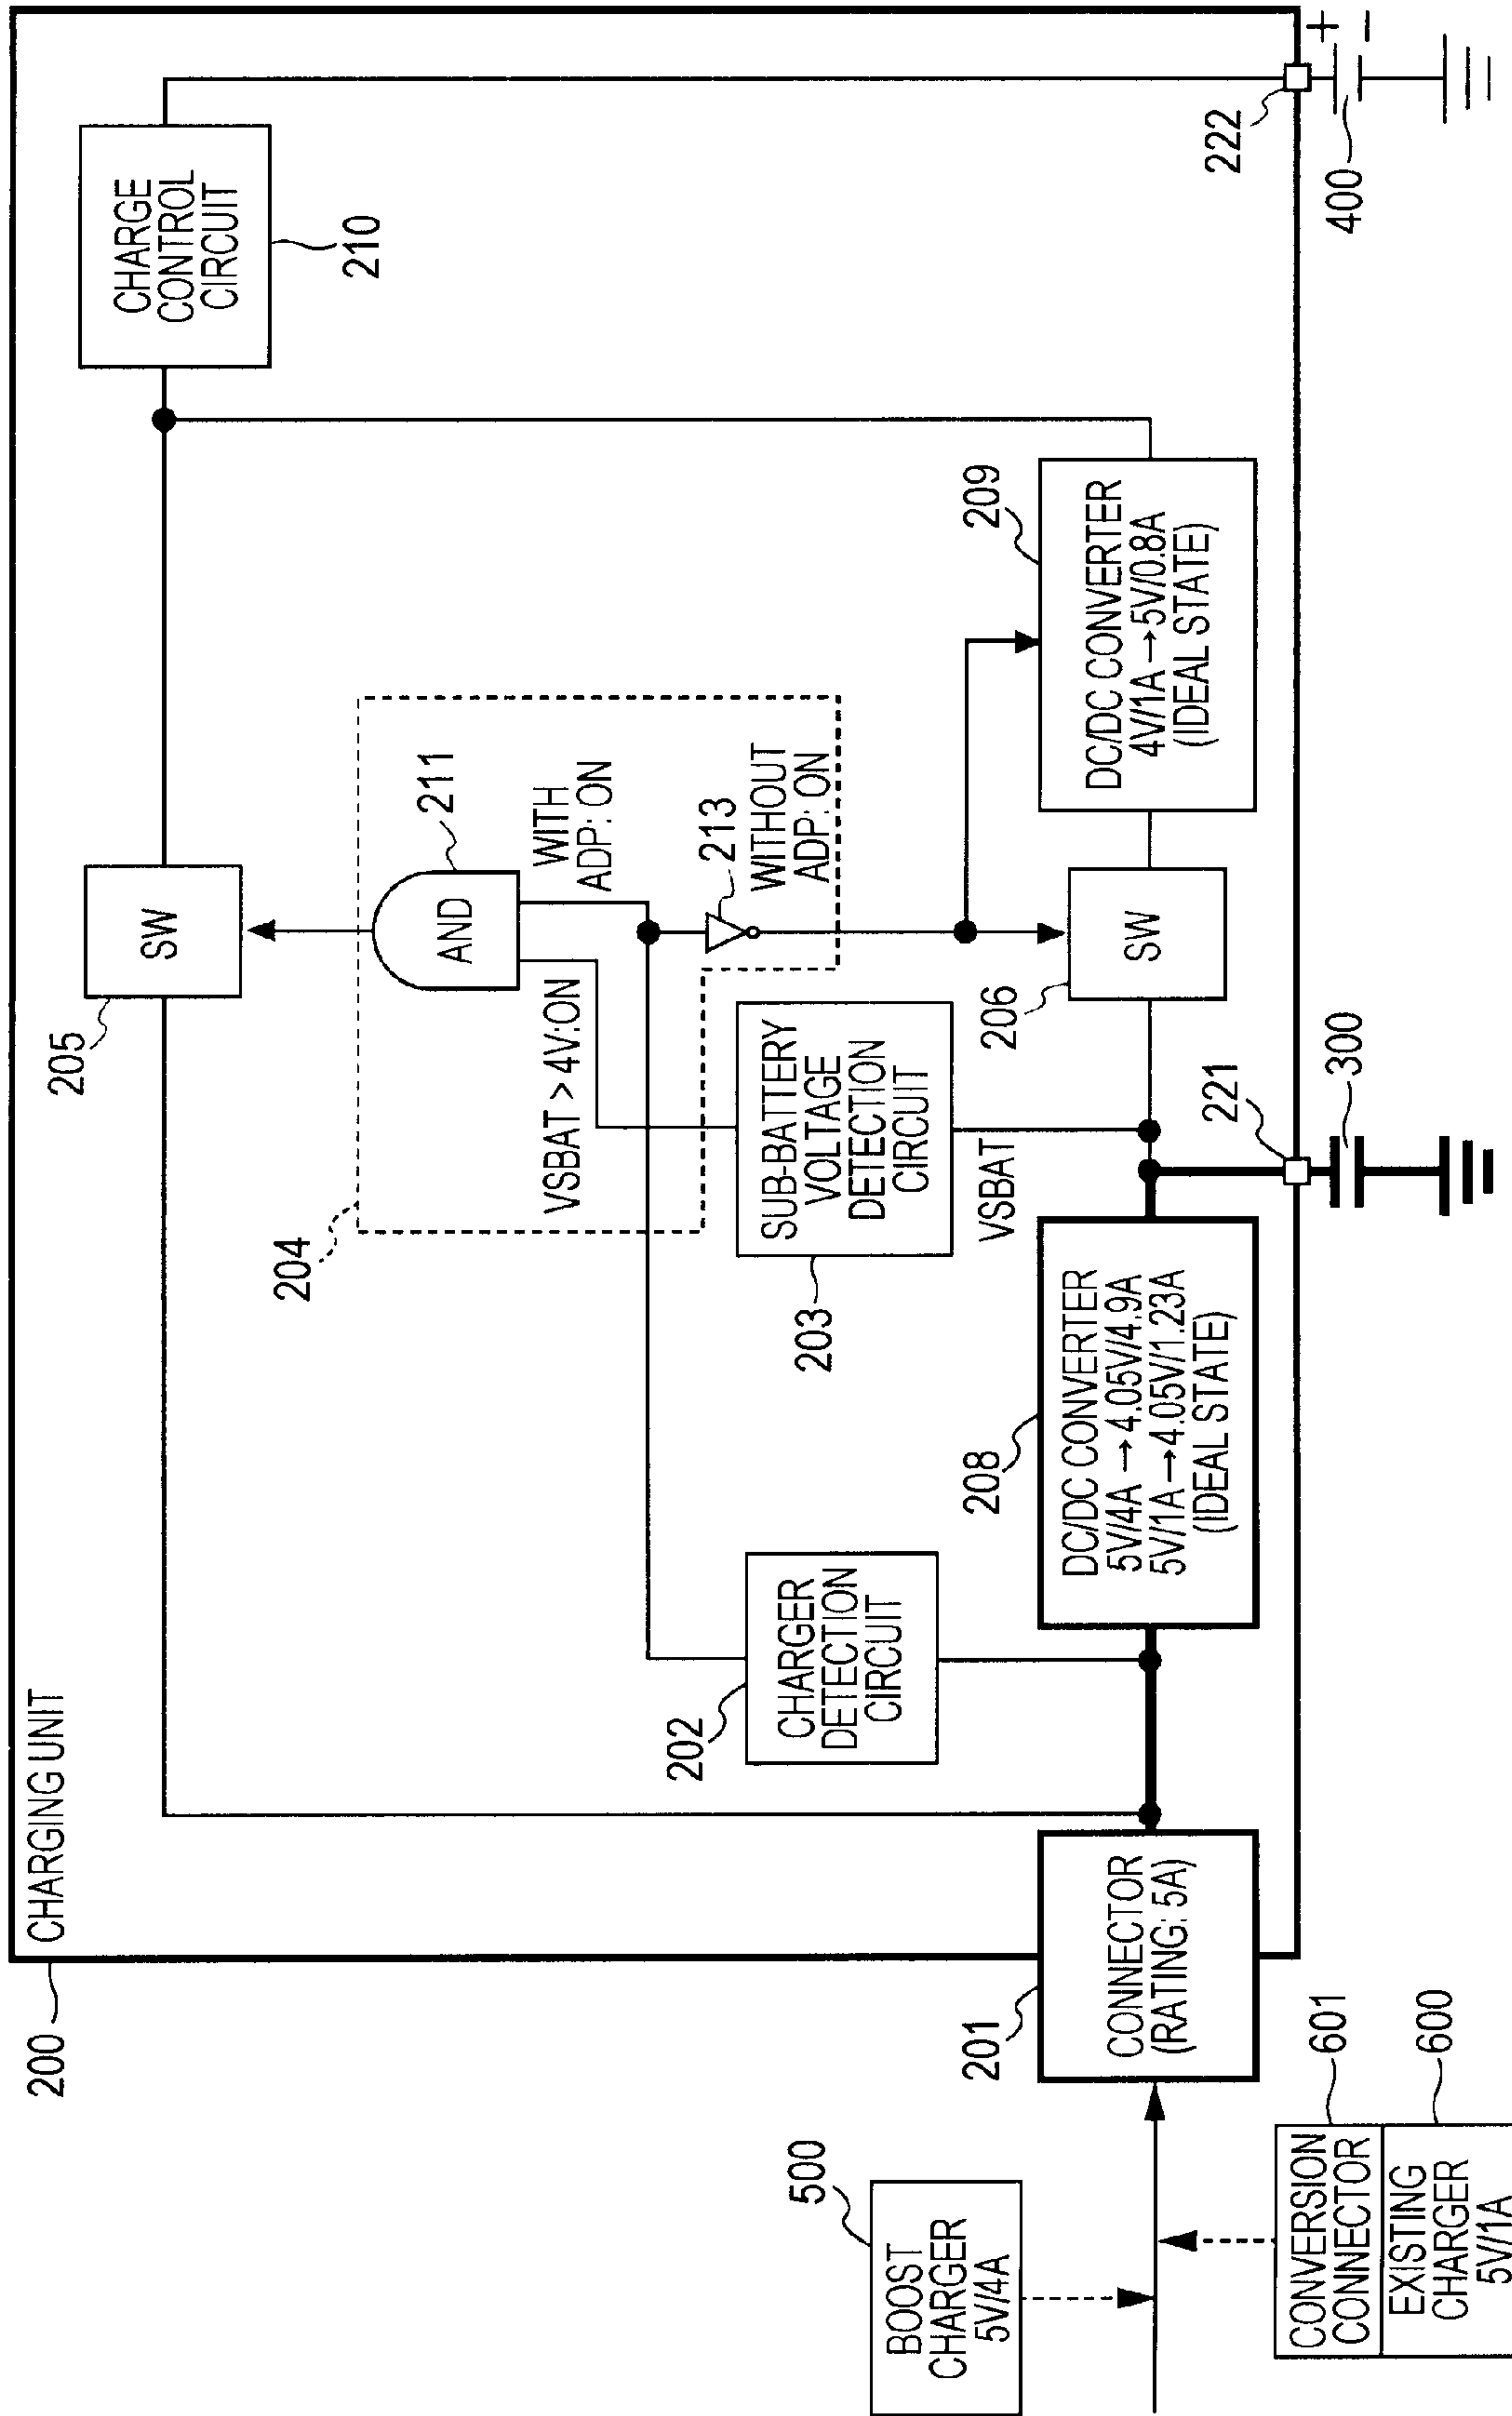 200
CHARGING UNIT
CHARGE
CONTROL
CIRCUIT
210
205
SW
204
211
AND
WITH
ADP: ON
VSBAT > 4V:ON
213
WITHOUT
ADP: ON
202
CHARGER
DETECTION
CIRCUIT
203
SUB-BATTERY
VOLTAGE
DETECTION
CIRCUIT
VSBAT
206
SW
209
DC/DC CONVERTER
4V/1A → 5V/0.8A
(IDEAL STATE)
208
DC/DC CONVERTER
5V/4A → 4.05V/4.9A
5V/1A → 4.05V/1.23A
(IDEAL STATE)
201
CONNECTOR
(RATING: 5A)
221
300
222
+
−
400
500
BOOST
CHARGER
5V/4A
CONVERSION
CONNECTOR
601
EXISTING
CHARGER
5V/1A
600